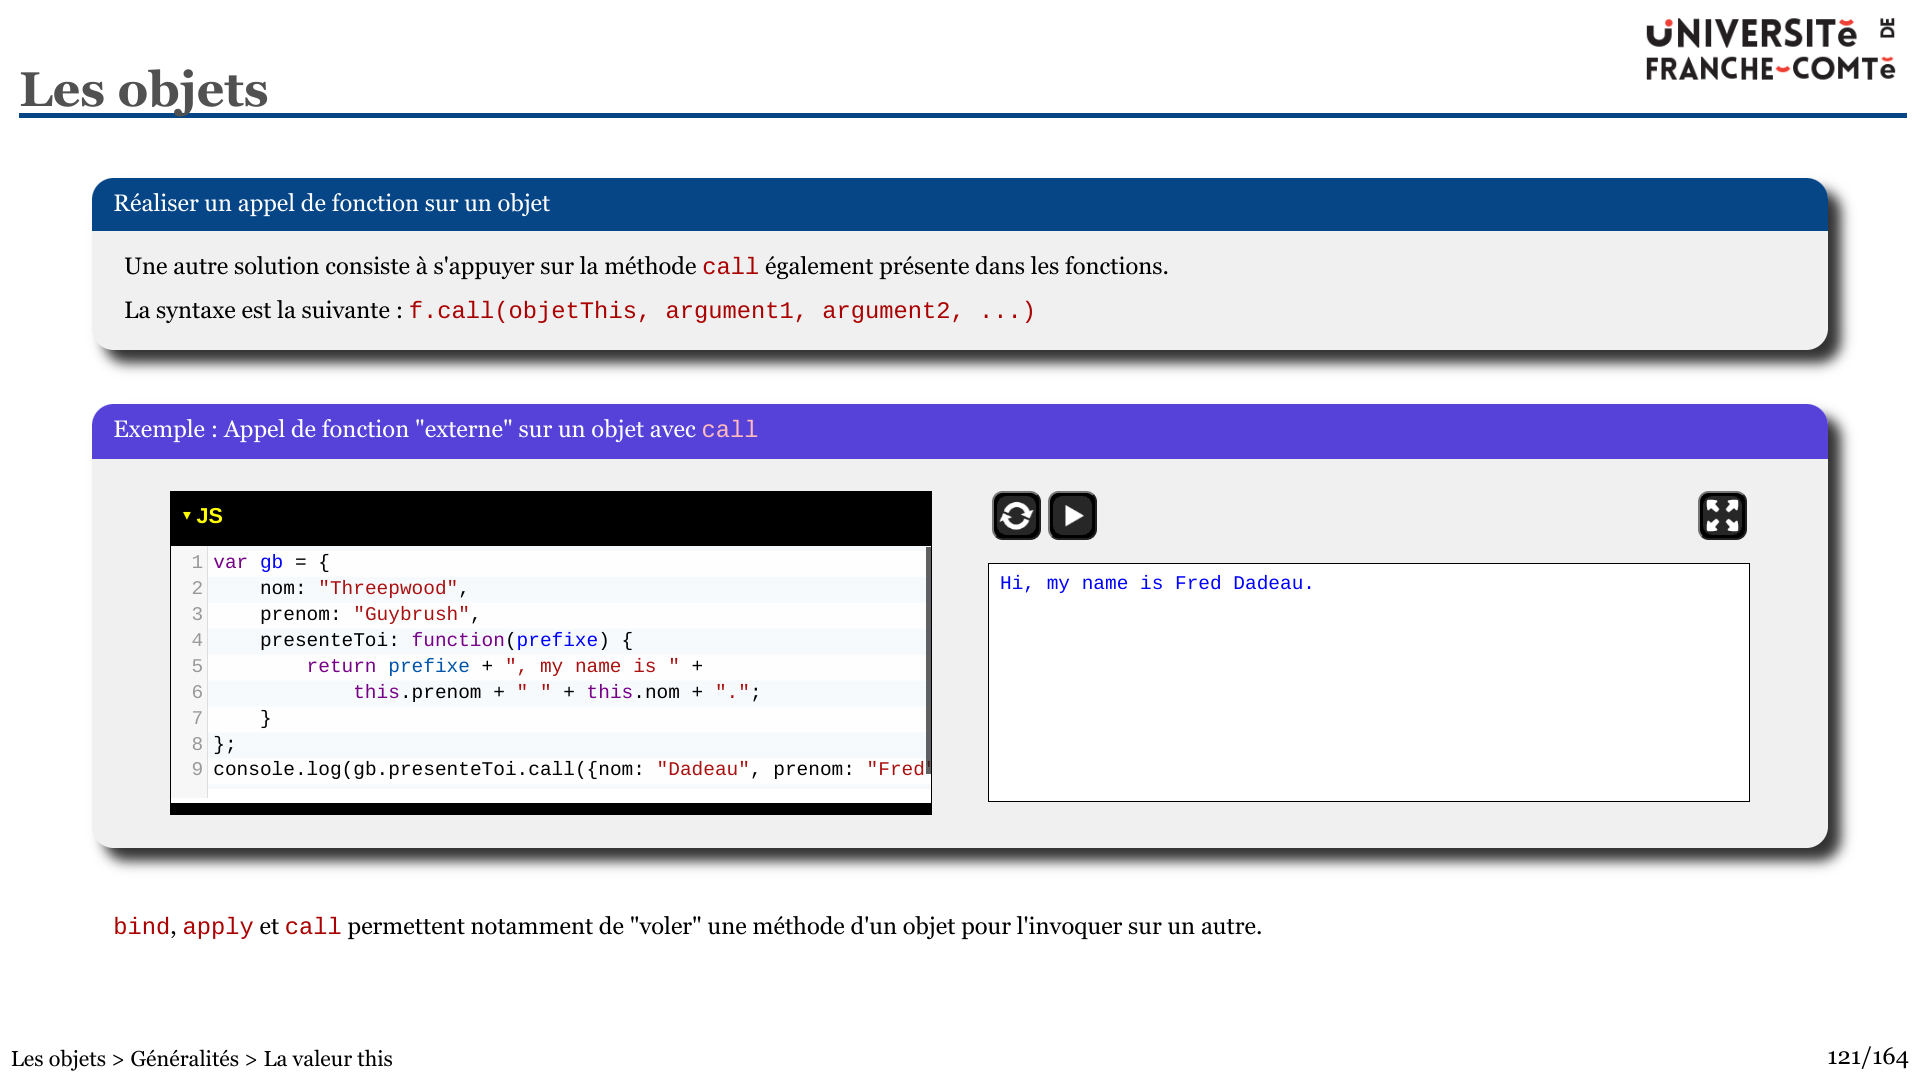 UNIVERSITĕ DE
FRANCHE-COMTĕ
Les objets
Réaliser un appel de fonction sur un objet
Une autre solution consiste à s'appuyer sur la méthode call également présente dans les fonctions.
La syntaxe est la suivante : f.call(objetThis, argument1, argument2, ...)
Exemple : Appel de fonction "externe" sur un objet avec call
▾ JS
1 var gb = {
2     nom: "Threepwood",
3     prenom: "Guybrush",
4     presenteToi: function(prefixe) {
5         return prefixe + ", my name is " +
6             this.prenom + " " + this.nom + ".";
7     }
8 };
9 console.log(gb.presenteToi.call({nom: "Dadeau", prenom: "Fred"
Hi, my name is Fred Dadeau.
bind, apply et call permettent notamment de "voler" une méthode d'un objet pour l'invoquer sur un autre.
Les objets > Généralités > La valeur this
121/164